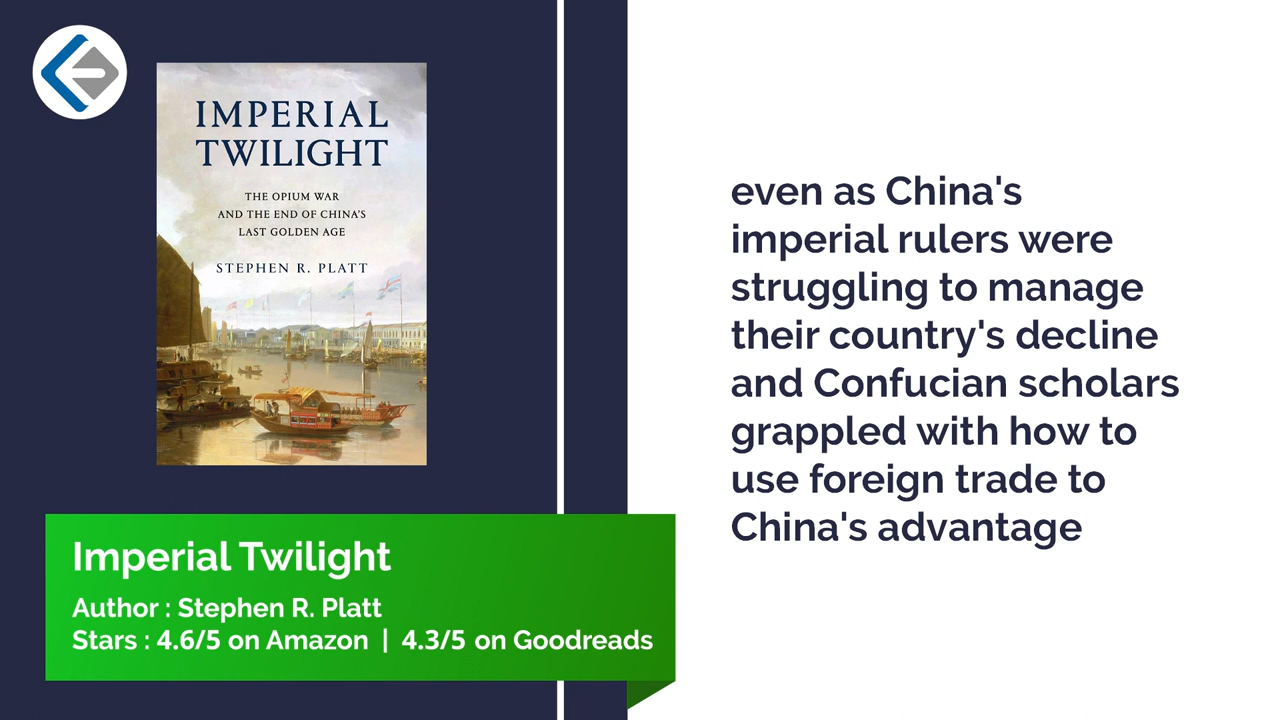 IMPERIAL
TWILIGHT
THE OPIUM WAR
AND THE END OF CHINA'S
LAST GOLDEN AGE
STEPHEN R. PLATT
Imperial Twilight
Author : Stephen R. Platt
Stars : 4.6/5 on Amazon | 4.3/5 on Goodreads
even as China's
imperial rulers were
struggling to manage
their country's decline
and Confucian scholars
grappled with how to
use foreign trade to
China's advantage